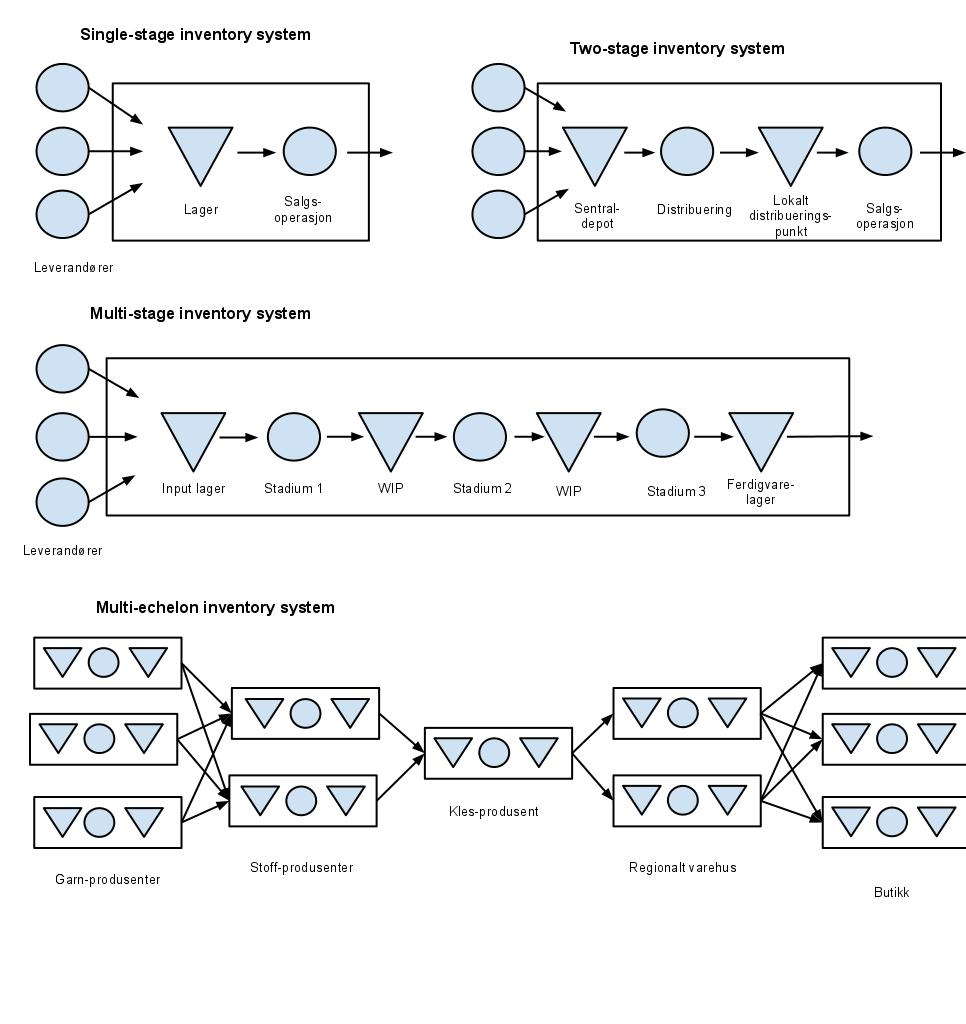 Single-stage inventory system
Two-stage inventory system
Lager
Salgs-
operasjon
Leverandører
Sentral-
depot
Distribuering
Lokalt
distribuerings-
punkt
Salgs-
operasjon
Multi-stage inventory system
Input lager
Stadium 1
WIP
Stadium 2
WIP
Stadium 3
Ferdigvare-
lager
Leverandører
Multi-echelon inventory system
Garn-produsenter
Stoff-produsenter
Kles-produsent
Regionalt varehus
Butikk